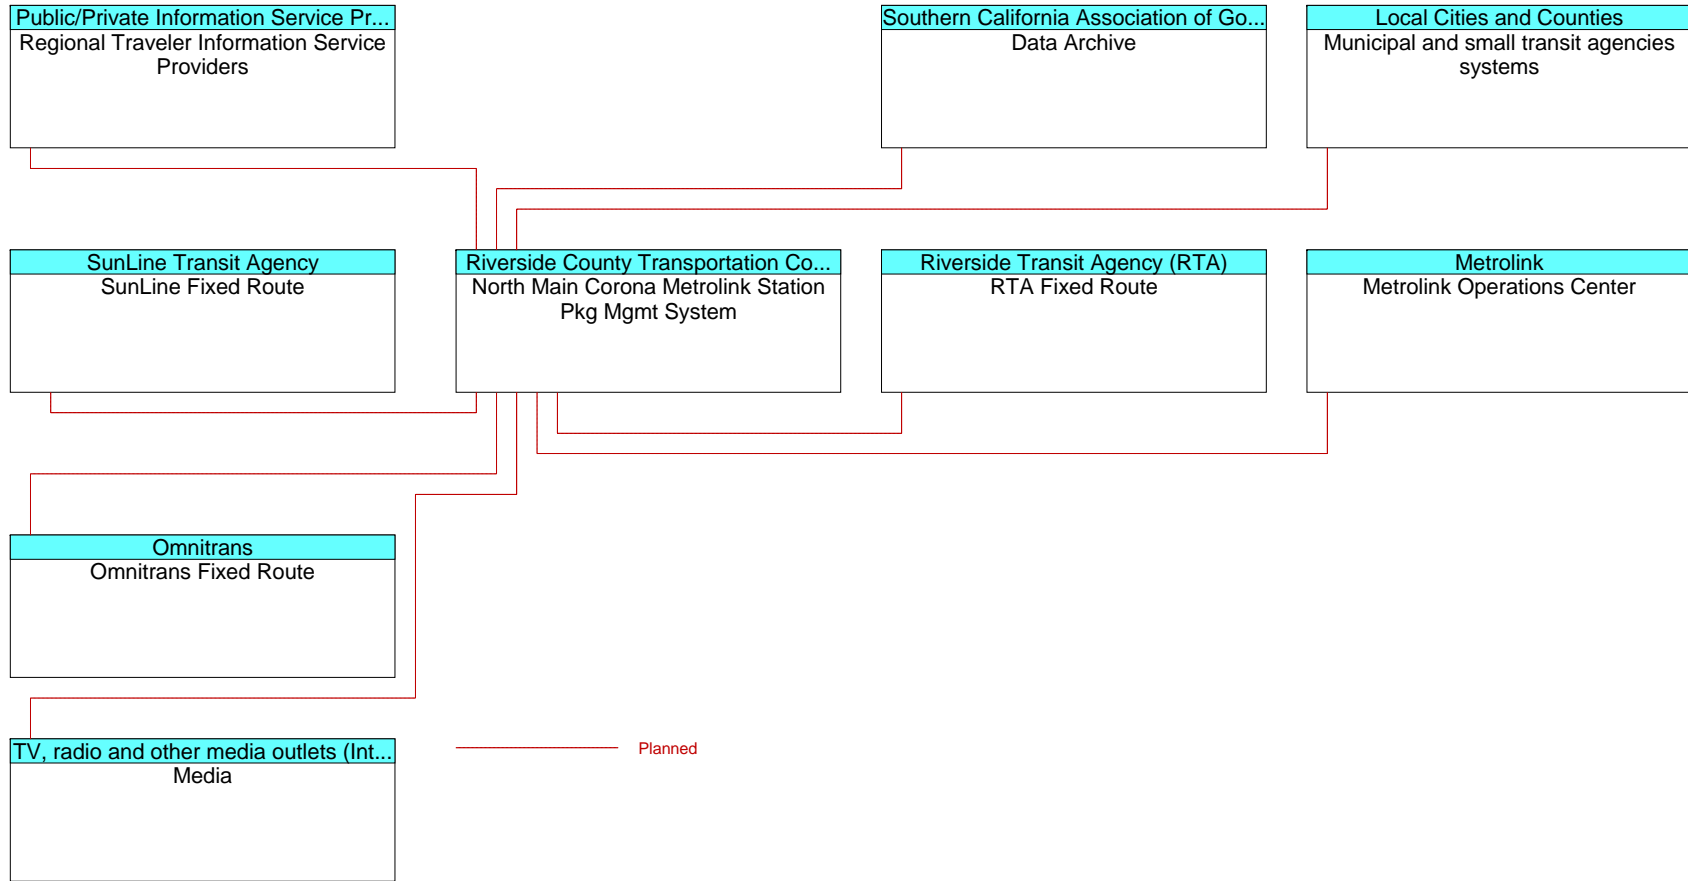 Public/Private Information Service Pr...
Regional Traveler Information Service
Providers
Southern California Association of Go...
Data Archive
Local Cities and Counties
Municipal and small transit agencies
systems
SunLine Transit Agency
SunLine Fixed Route
Riverside County Transportation Co...
North Main Corona Metrolink Station
Pkg Mgmt System
Riverside Transit Agency (RTA)
RTA Fixed Route
Metrolink
Metrolink Operations Center
Omnitrans
Omnitrans Fixed Route
TV, radio and other media outlets (Int...
Media
Planned